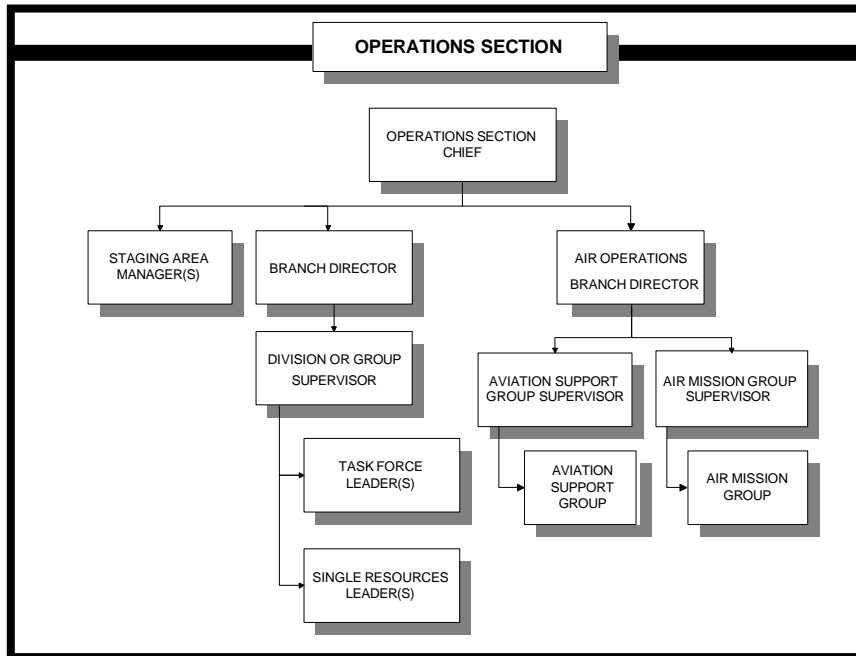 OPERATIONS SECTION
OPERATIONS SECTION
CHIEF
STAGING AREA
MANAGER(S)
BRANCH DIRECTOR
AIR OPERATIONS
BRANCH DIRECTOR
DIVISION OR GROUP
SUPERVISOR
AVIATION SUPPORT
GROUP SUPERVISOR
AIR MISSION GROUP
SUPERVISOR
TASK FORCE
LEADER(S)
AVIATION
SUPPORT
GROUP
AIR MISSION
GROUP
SINGLE RESOURCES
LEADER(S)